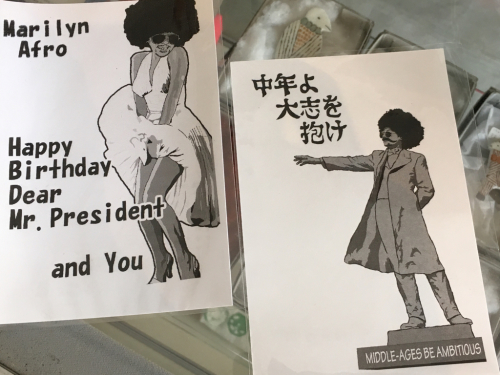 Marilyn
Afro
Happy
Birthday
Dear
Mr. President
and You
中年よ
大志を
抱け
MIDDLE-AGES BE AMBITIOUS